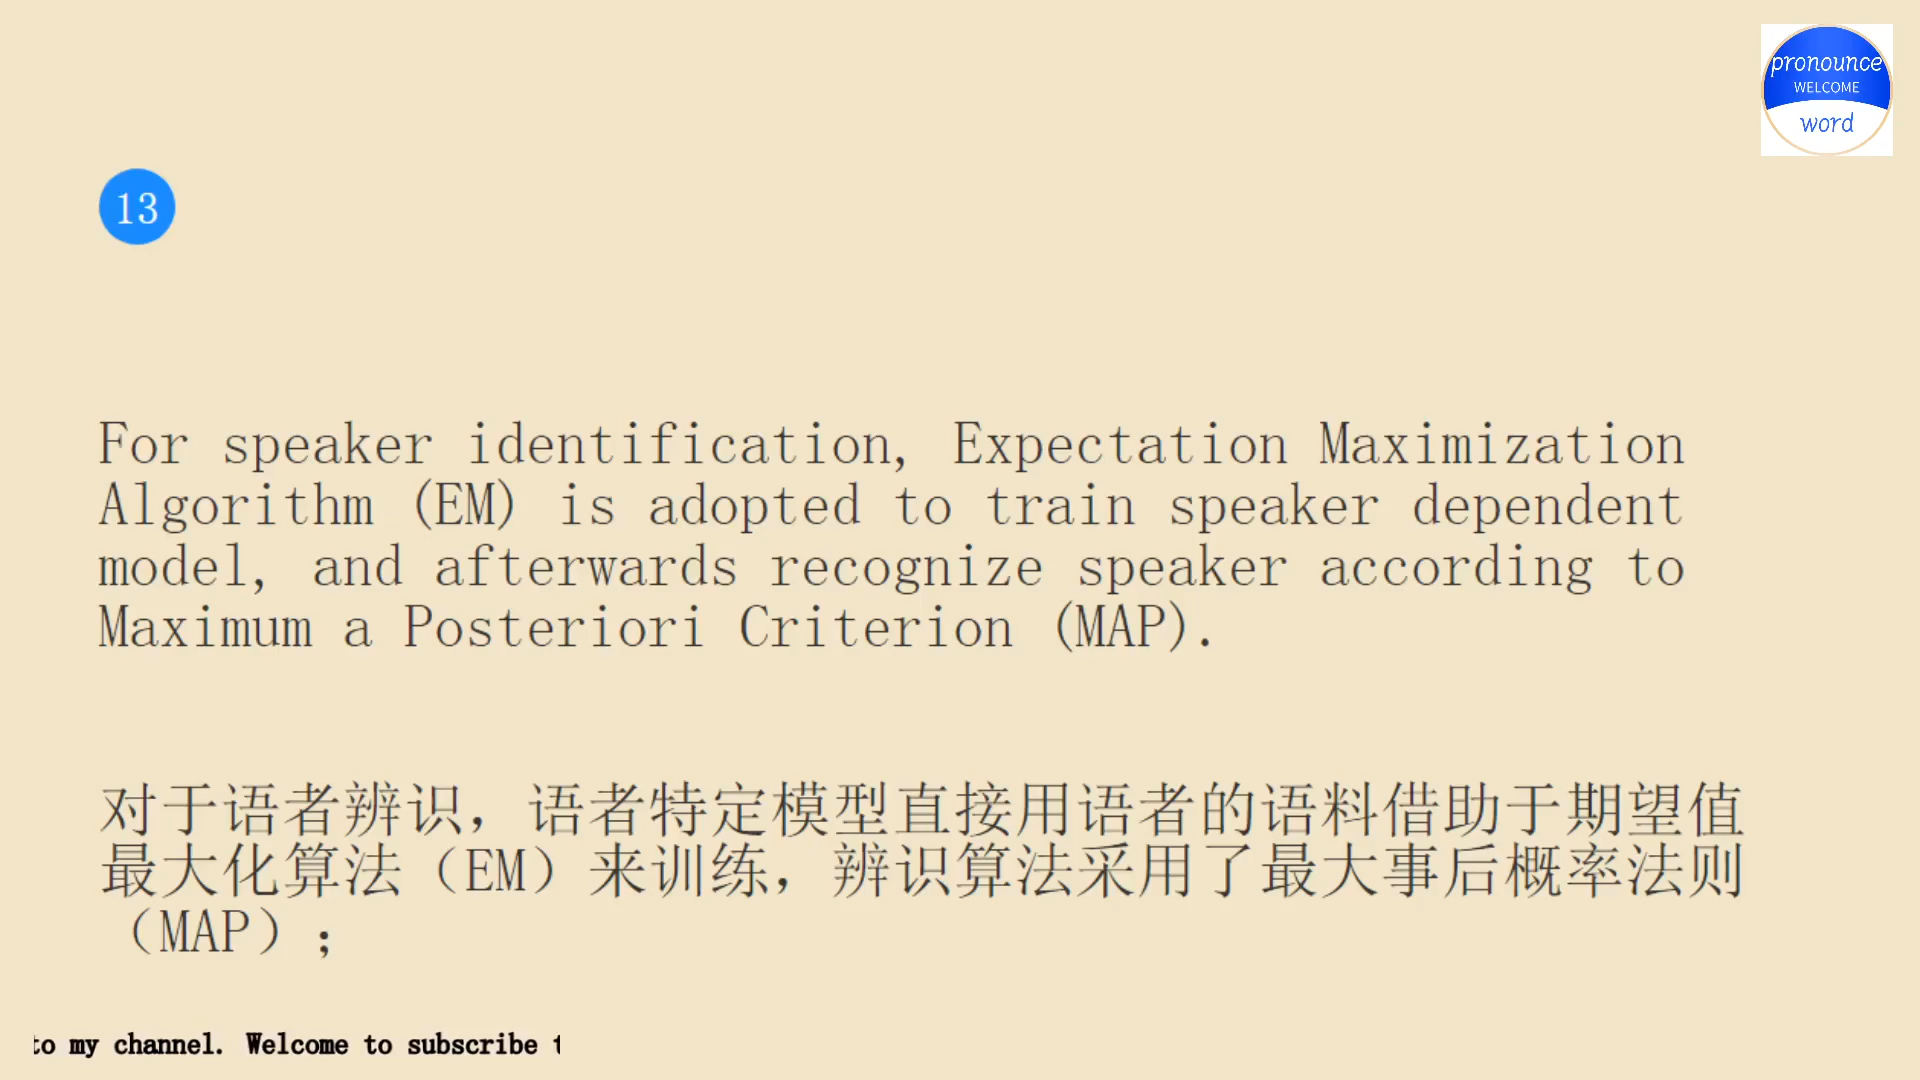 pronounce
WELCOME
word
13
For speaker identification, Expectation Maximization
Algorithm (EM) is adopted to train speaker dependent
model, and afterwards recognize speaker according to
Maximum a Posteriori Criterion (MAP).
对于语者辨识，语者特定模型直接用语者的语料借助于期望值
最大化算法（EM）来训练，辨识算法采用了最大事后概率法则
（MAP）；
to my channel. Welcome to subscribe